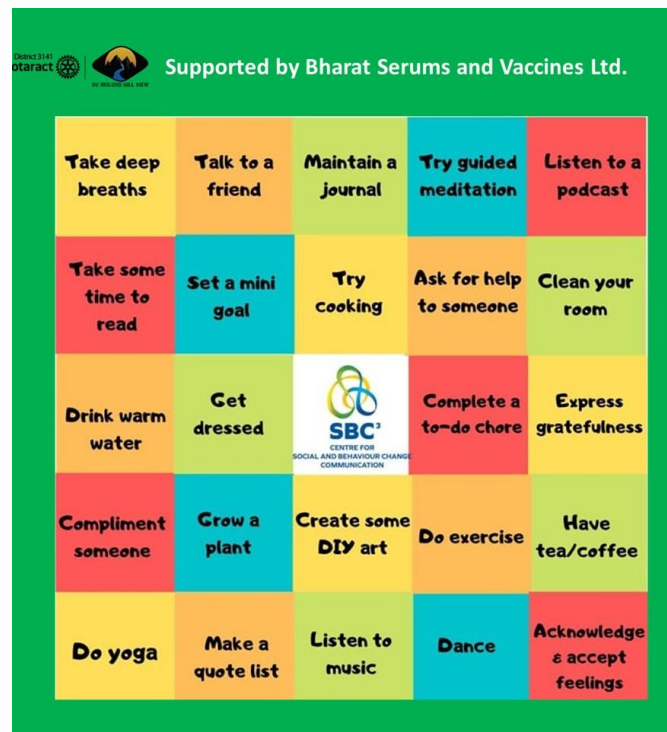 District 3141
otaract
Supported by Bharat Serums and Vaccines Ltd.
Take deep
breaths
Talk to a
friend
Maintain a
journal
Try guided
meditation
Listen to a
podcast
Take some
time to
read
Set a mini
goal
Try
cooking
Ask for help
to someone
Clean your
room
Drink warm
water
Get
dressed
SBC³
CENTRE FOR
SOCIAL AND BEHAVIOUR CHANGE
COMMUNICATION
Complete a
to-do chore
Express
gratefulness
Compliment
someone
Grow a
plant
Create some
DIY art
Do exercise
Have
tea/coffee
Do yoga
Make a
quote list
Listen to
music
Dance
Acknowledge
& accept
feelings